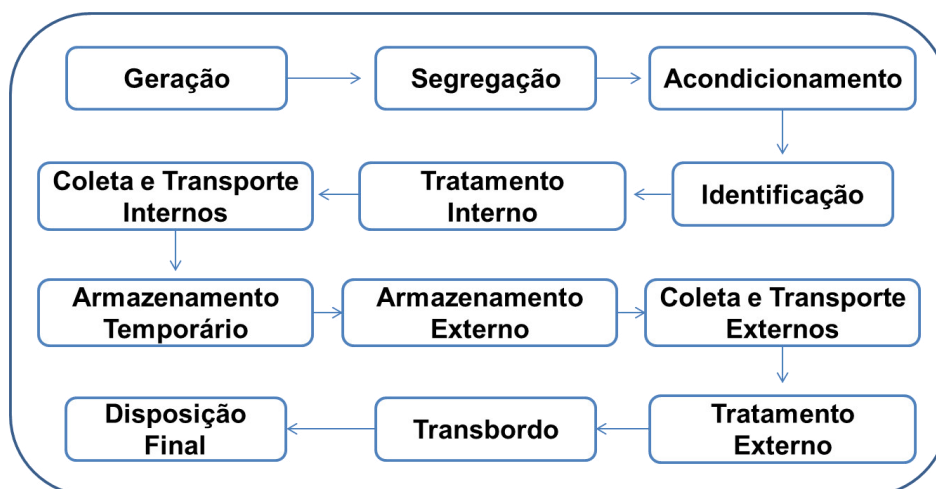 Geração
Segregação
Acondicionamento
Coleta e Transporte
Internos
Tratamento
Interno
Identificação
Armazenamento
Temporário
Armazenamento
Externo
Coleta e Transporte
Externos
Disposição
Final
Transbordo
Tratamento
Externo